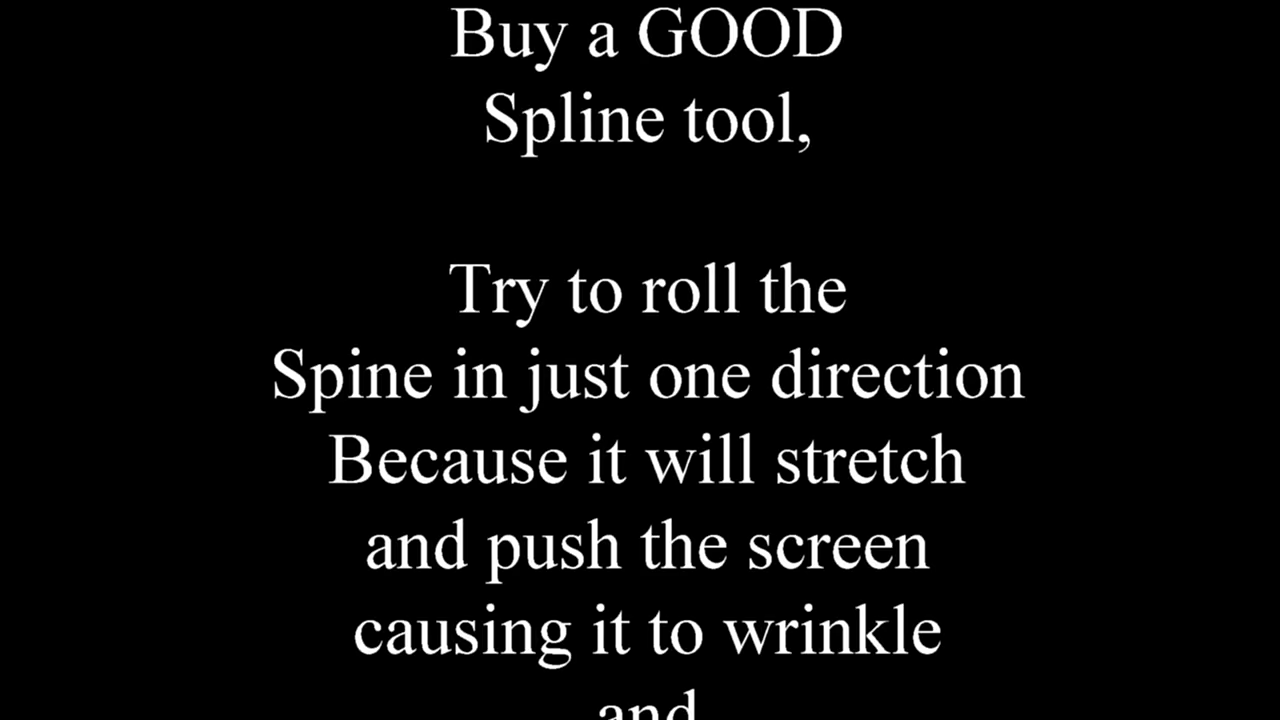 Buy a GOOD
Spline tool,
Try to roll the
Spine in just one direction
Because it will stretch
and push the screen
causing it to wrinkle
and